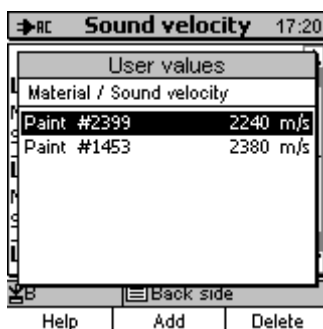 AC Sound velocity 17:20
User values
Material / Sound velocity
Paint #2399 2240 m/s
Paint #1453 2380 m/s
B Back side
Help Add Delete